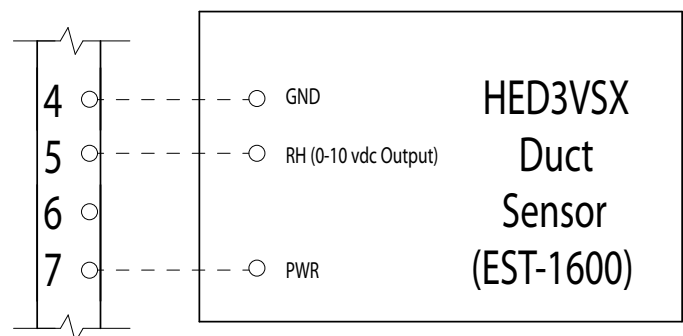 4
GND
5
RH (0-10 vdc Output)
6
7
PWR
HED3VSX
Duct
Sensor
(EST-1600)